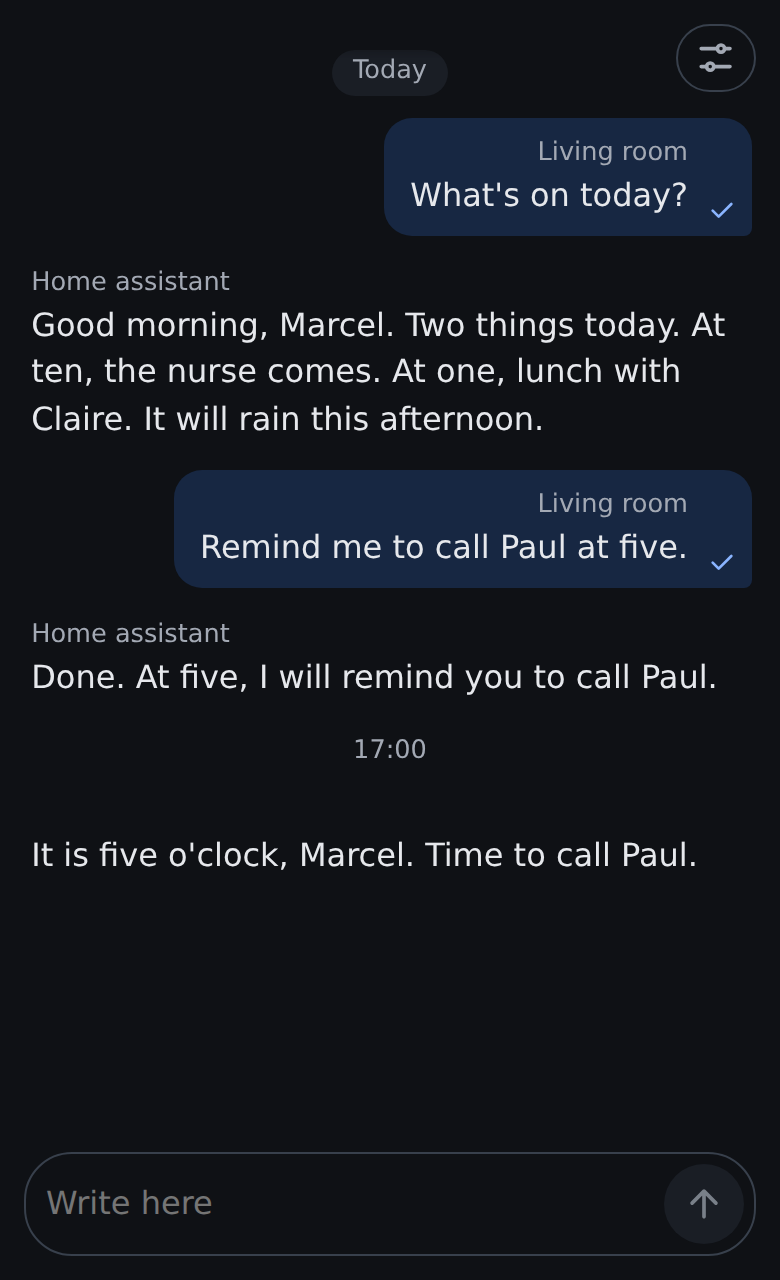 Today
Living room
What's on today?
Home assistant
Good morning, Marcel. Two things today. At
ten, the nurse comes. At one, lunch with
Claire. It will rain this afternoon.
Living room
Remind me to call Paul at five.
Home assistant
Done. At five, I will remind you to call Paul.
17:00
It is five o'clock, Marcel. Time to call Paul.
Write here